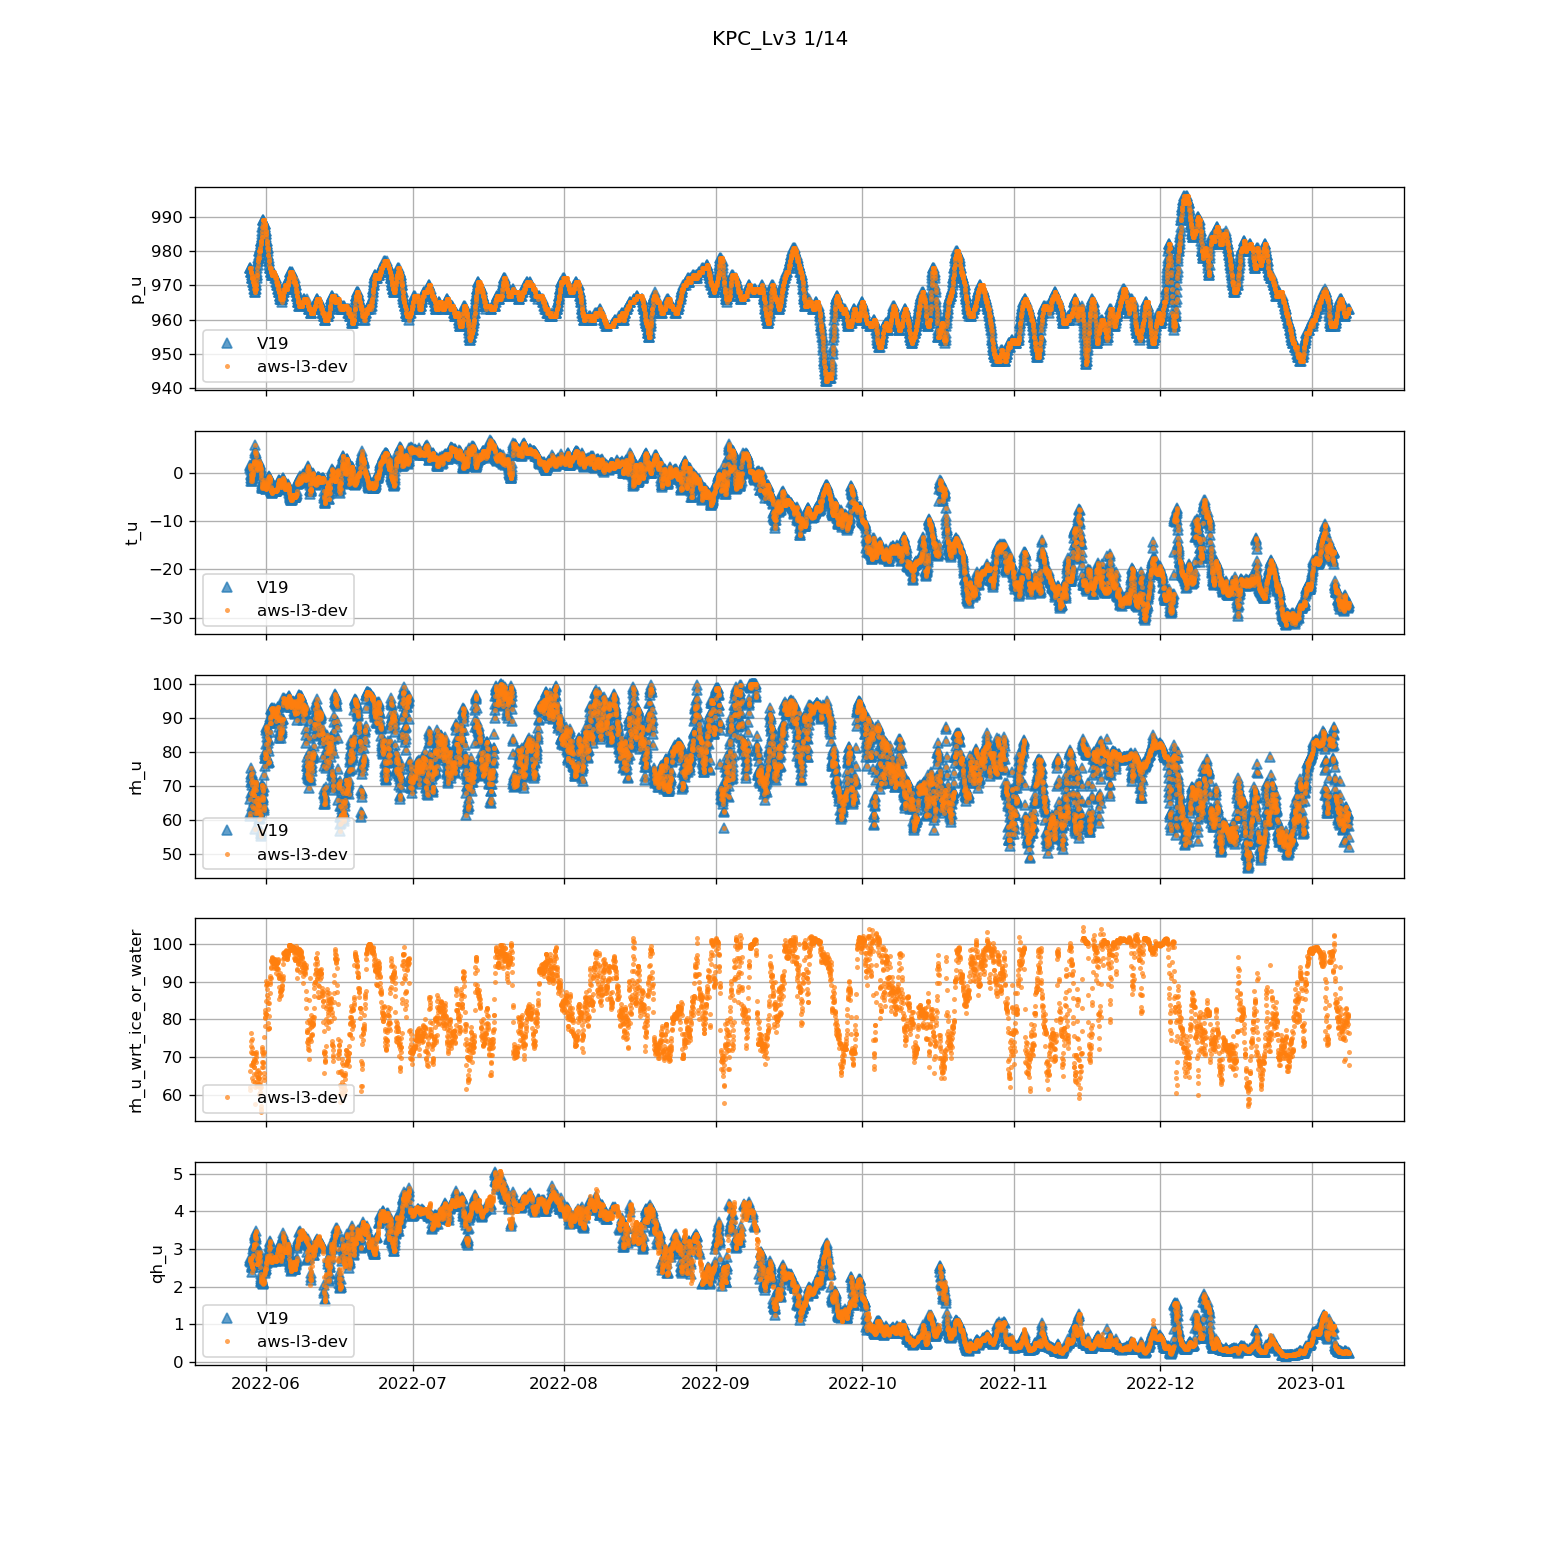 KPC_Lv3 1/14
990
980
970
960
950
940
p_u
V19
aws-l3-dev
0
−10
−20
−30
t_u
V19
aws-l3-dev
100
90
80
70
60
50
rh_u
V19
aws-l3-dev
100
90
80
70
60
rh_u_wrt_ice_or_water
aws-l3-dev
5
4
3
2
1
0
qh_u
V19
aws-l3-dev
2022-06 2022-07 2022-08 2022-09 2022-10 2022-11 2022-12 2023-01